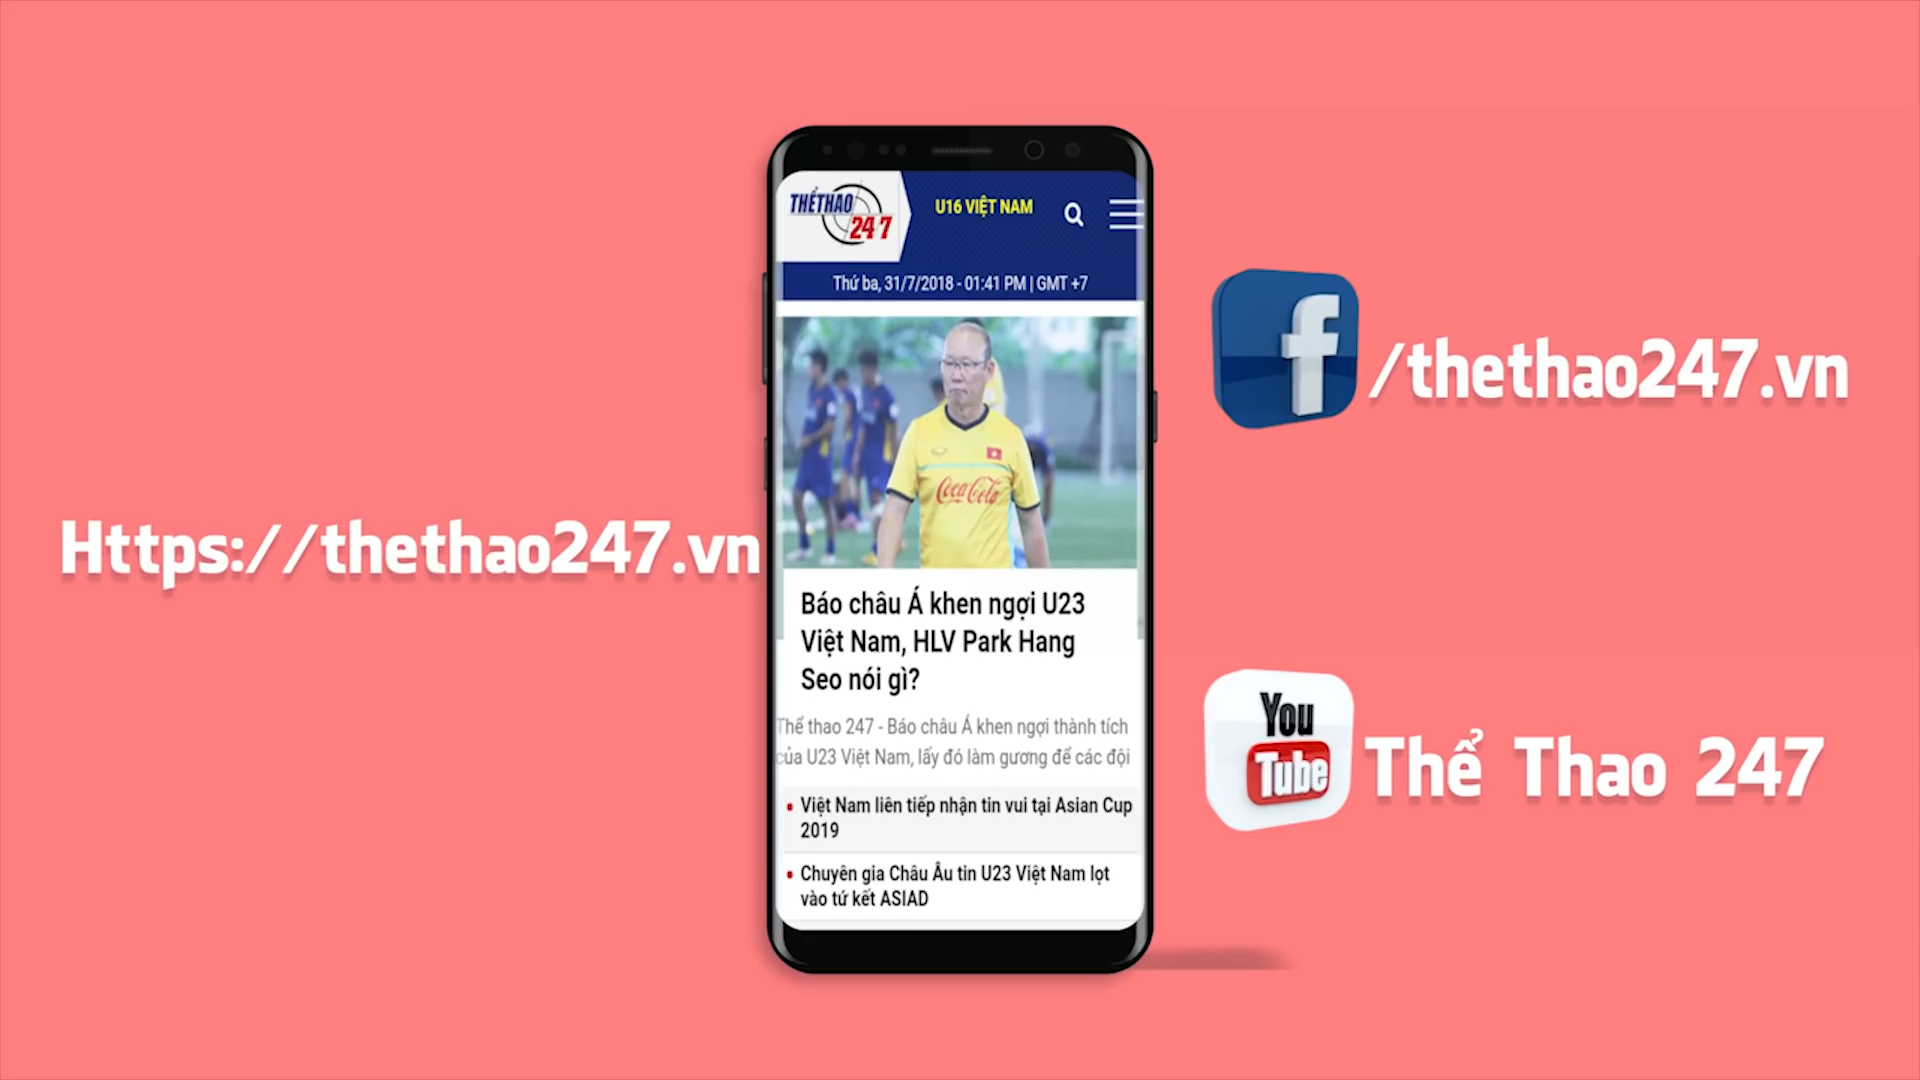 THỂTHAO
247
U16 VIỆT NAM
Thứ ba, 31/7/2018 - 01:41 PM | GMT +7
Coca-Cola
Báo châu Á khen ngợi U23
Việt Nam, HLV Park Hang
Seo nói gì?
Thể thao 247 - Báo châu Á khen ngợi thành tích
của U23 Việt Nam, lấy đó làm gương để các đội
Việt Nam liên tiếp nhận tin vui tại Asian Cup
2019
Chuyên gia Châu Âu tin U23 Việt Nam lọt
vào tứ kết ASIAD
Https://thethao247.vn
f
/thethao247.vn
You
Tube
Thể Thao 247